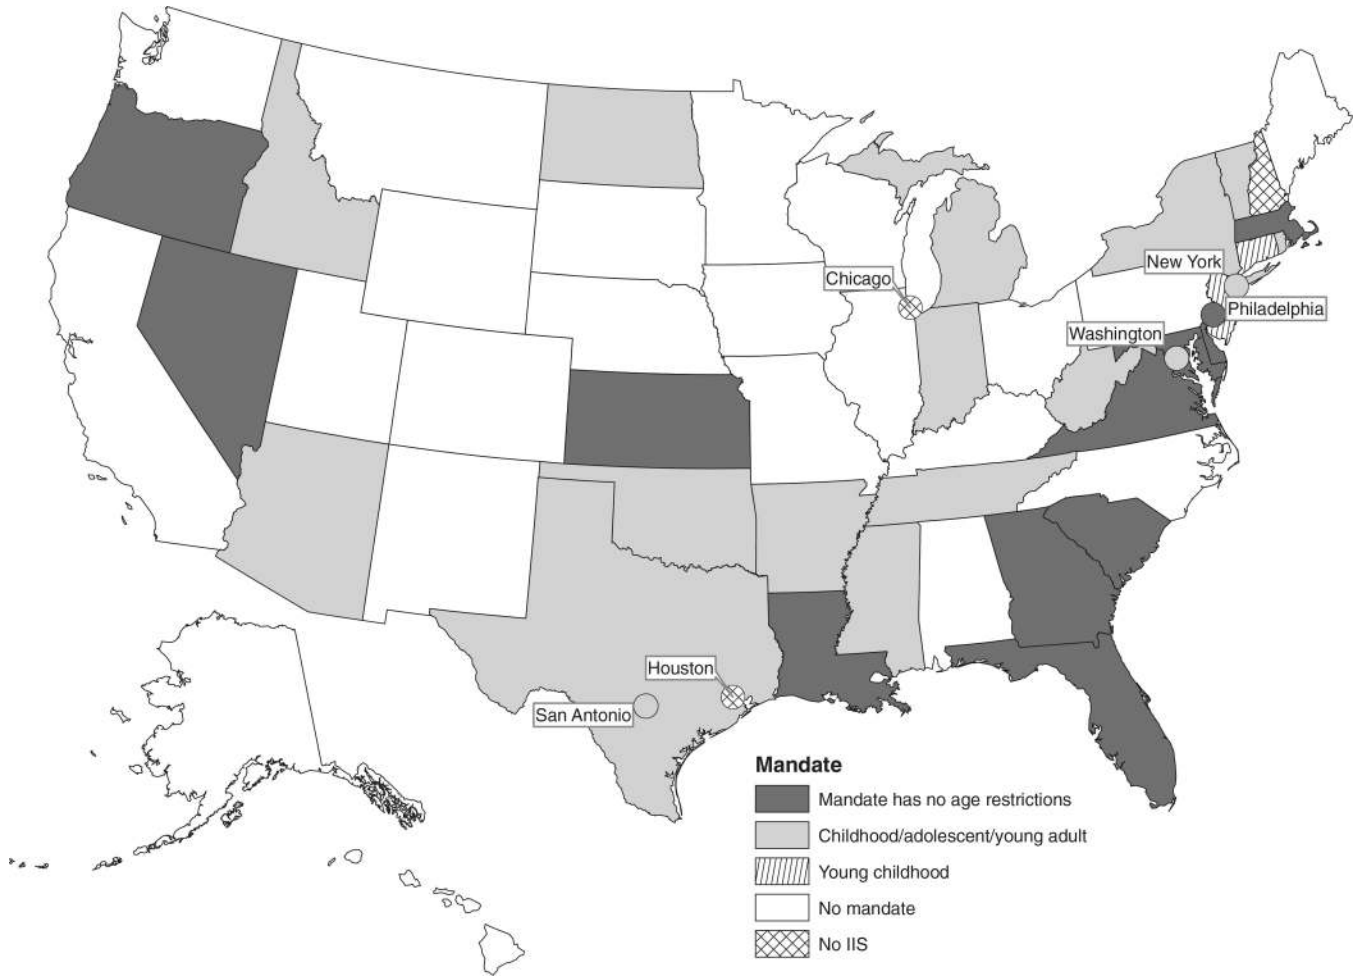 New York
Chicago
Philadelphia
Washington
Houston
San Antonio
Mandate
Mandate has no age restrictions
Childhood/adolescent/young adult
Young childhood
No mandate
No IIS